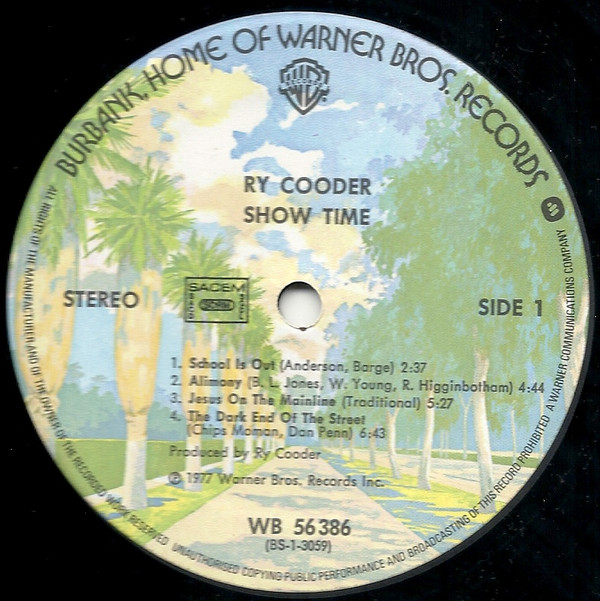 BURBANK, HOME OF WARNER BROS. RECORDS
RECORDS
RY COODER
SHOW TIME
STEREO
SACEM
SIDE 1
1. School Is Out (Anderson, Barge) 2:37
2. Alimony (B. L. Jones, W. Young, R. Higginbotham) 4:44
3. Jesus On The Mainline (Traditional) 5:27
4. The Dark End Of The Street
(Chips Moman, Dan Penn) 6:43
Produced by Ry Cooder
℗ 1977 Warner Bros. Records Inc.
WB 56 386
(BS-1-3059)
ALL RIGHTS OF THE MANUFACTURER AND OF THE OWNER OF THE RECORDED WORK RESERVED UNAUTHORISED COPYING PUBLIC PERFORMANCE AND BROADCASTING OF THIS RECORD PROHIBITED A WARNER COMMUNICATIONS COMPANY